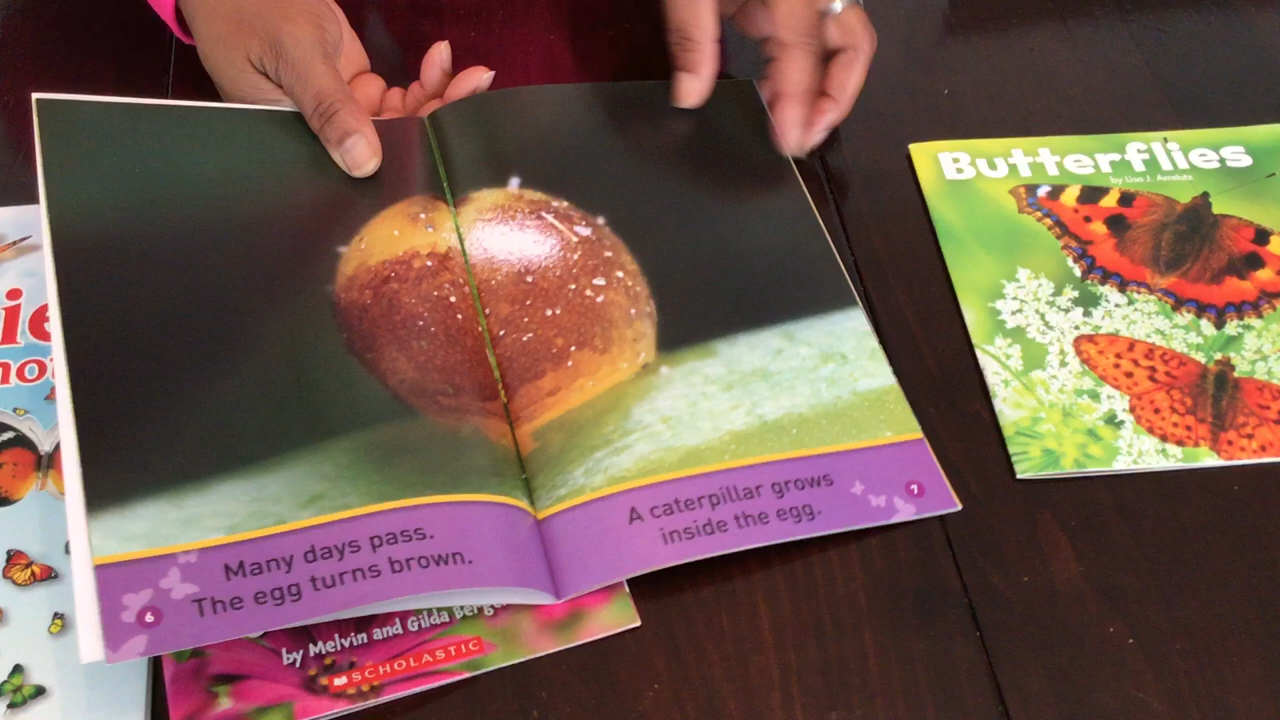 Many days pass.
The egg turns brown.
6
A caterpillar grows
inside the egg.
7
Butterflies
by Lisa J. Amstutz
by Melvin and Gilda
SCHOLASTIC